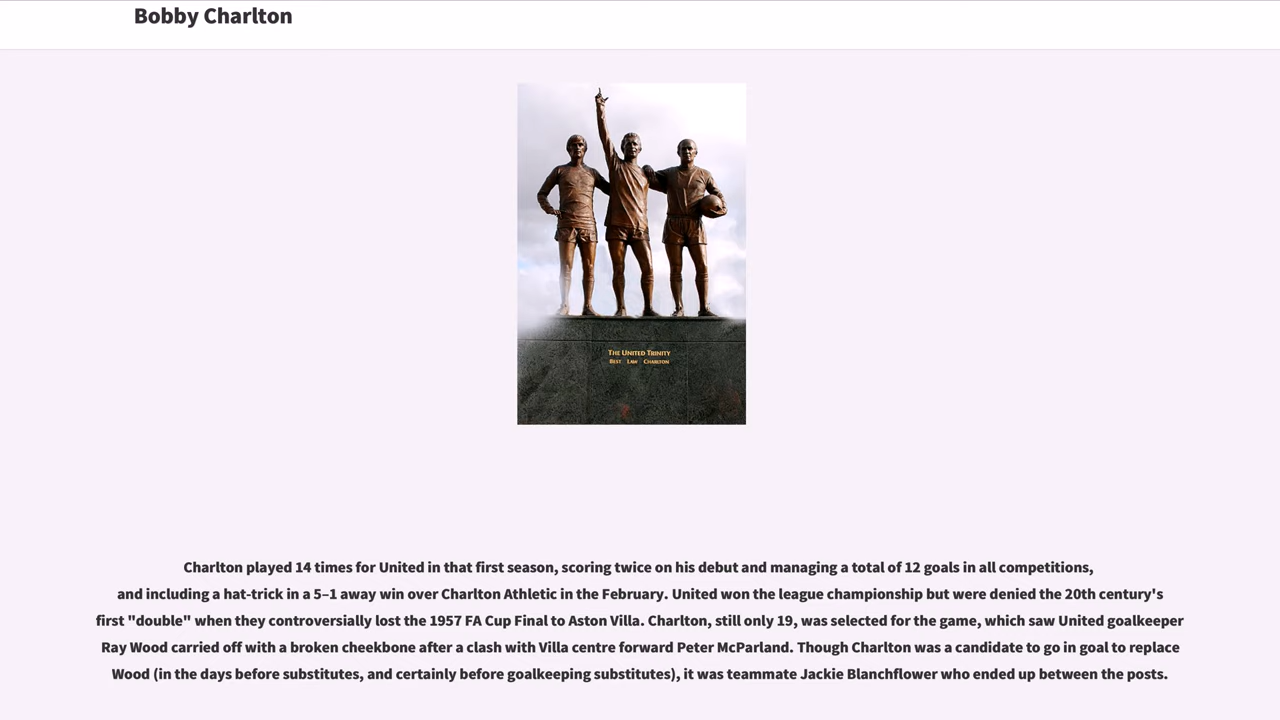 Bobby Charlton
The United Trinity
Best Law Charlton
Charlton played 14 times for United in that first season, scoring twice on his debut and managing a total of 12 goals in all competitions,
and including a hat-trick in a 5–1 away win over Charlton Athletic in the February. United won the league championship but were denied the 20th century's
first "double" when they controversially lost the 1957 FA Cup Final to Aston Villa. Charlton, still only 19, was selected for the game, which saw United goalkeeper
Ray Wood carried off with a broken cheekbone after a clash with Villa centre forward Peter McParland. Though Charlton was a candidate to go in goal to replace
Wood (in the days before substitutes, and certainly before goalkeeping substitutes), it was teammate Jackie Blanchflower who ended up between the posts.